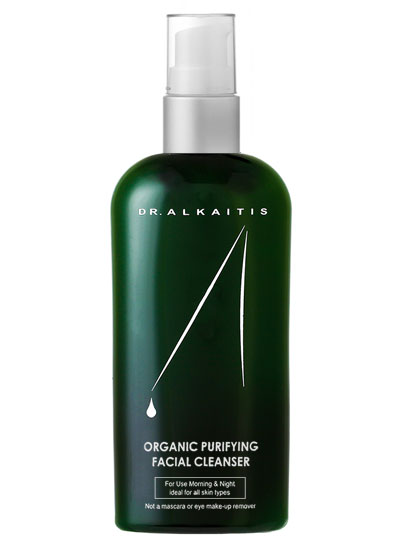 DR. ALKAITIS
ORGANIC PURIFYING
FACIAL CLEANSER
For Use Morning & Night
ideal for all skin types
Not a mascara or eye make-up remover